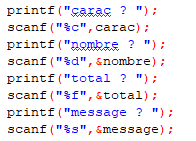 printf("carac ? ");
scanf("%c",carac);
printf("nombre ? ");
scanf("%d",&nombre);
printf("total ? ");
scanf("%f",&total);
printf("message ? ");
scanf("%s",&message);